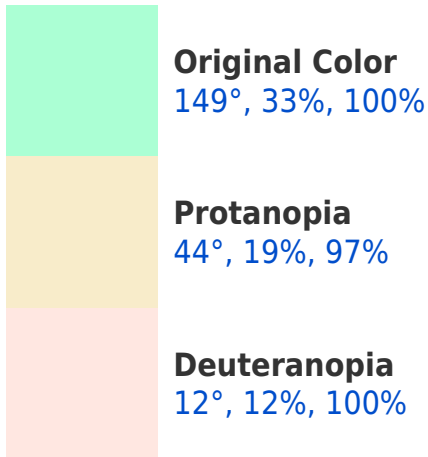 Original Color
149°, 33%, 100%
Protanopia
44°, 19%, 97%
Deuteranopia
12°, 12%, 100%